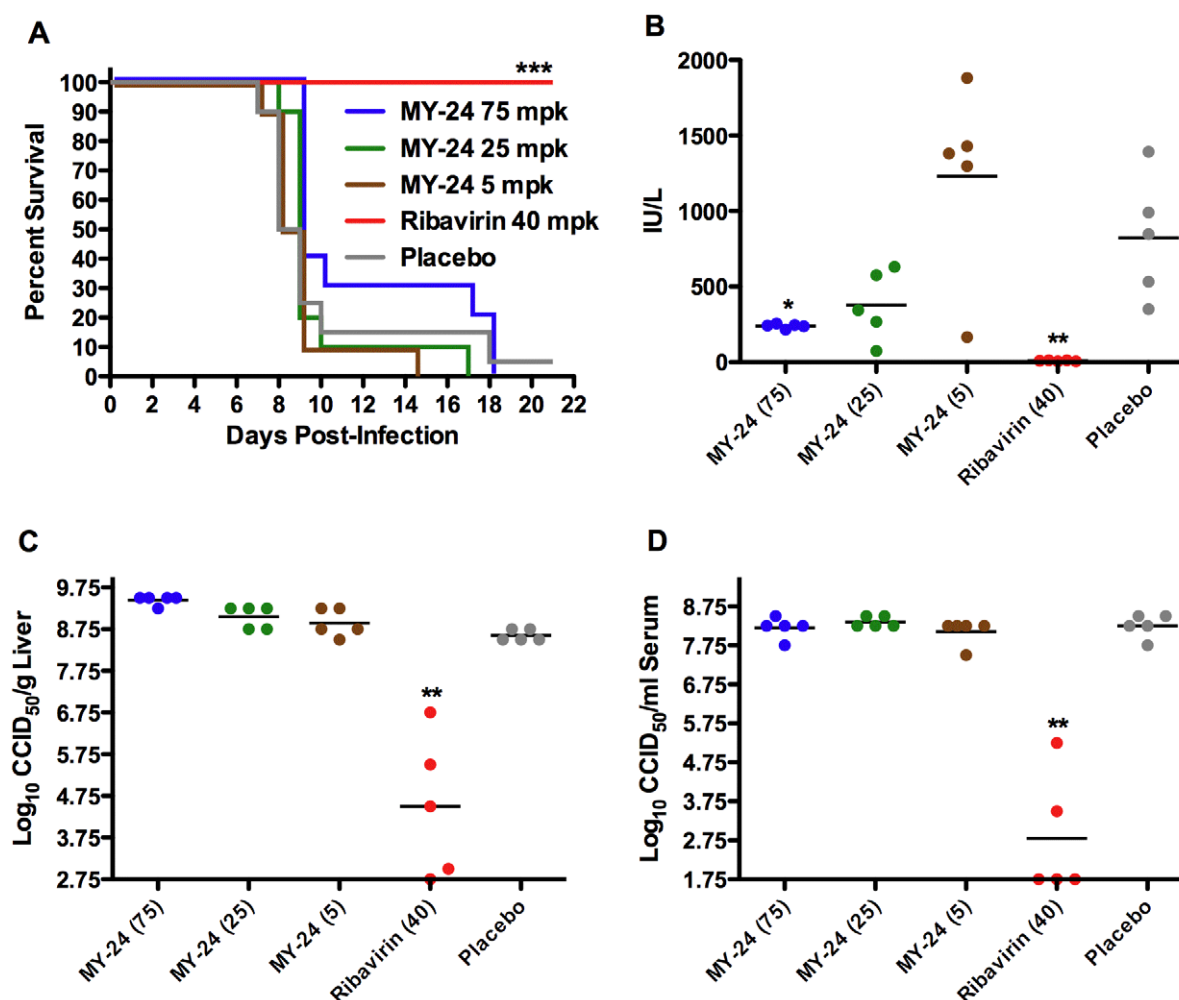 A
Percent Survival
100
90
80
70
60
50
40
30
20
10
0
***
MY-24 75 mpk
MY-24 25 mpk
MY-24 5 mpk
Ribavirin 40 mpk
Placebo
0 2 4 6 8 10 12 14 16 18 20 22
Days Post-Infection
B
IU/L
2000
1500
1000
500
0
*
**
MY-24 (75)
MY-24 (25)
MY-24 (5)
Ribavirin (40)
Placebo
C
Log10 CCID50/g Liver
9.75
8.75
7.75
6.75
5.75
4.75
3.75
2.75
**
MY-24 (75)
MY-24 (25)
MY-24 (5)
Ribavirin (40)
Placebo
D
Log10 CCID50/ml Serum
8.75
7.75
6.75
5.75
4.75
3.75
2.75
1.75
**
MY-24 (75)
MY-24 (25)
MY-24 (5)
Ribavirin (40)
Placebo